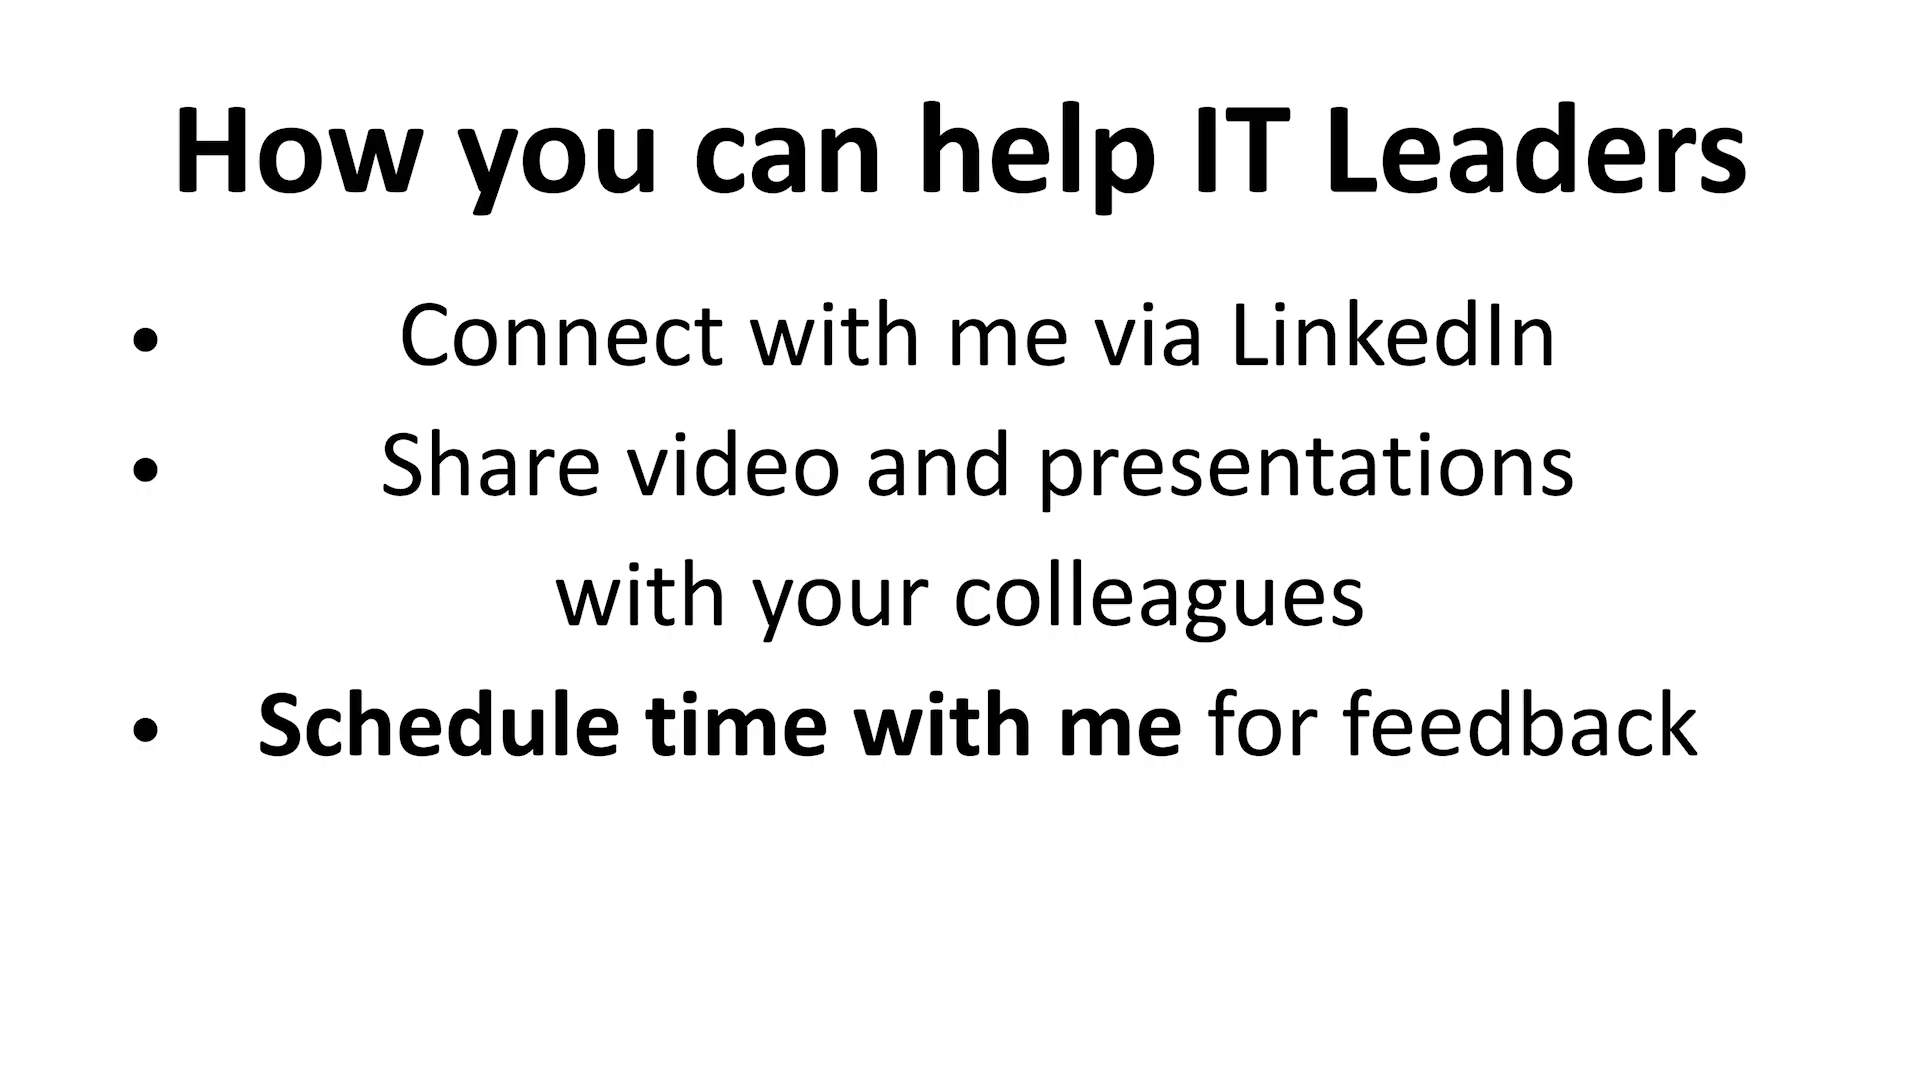 How you can help IT Leaders
• Connect with me via LinkedIn
• Share video and presentations
with your colleagues
• Schedule time with me for feedback